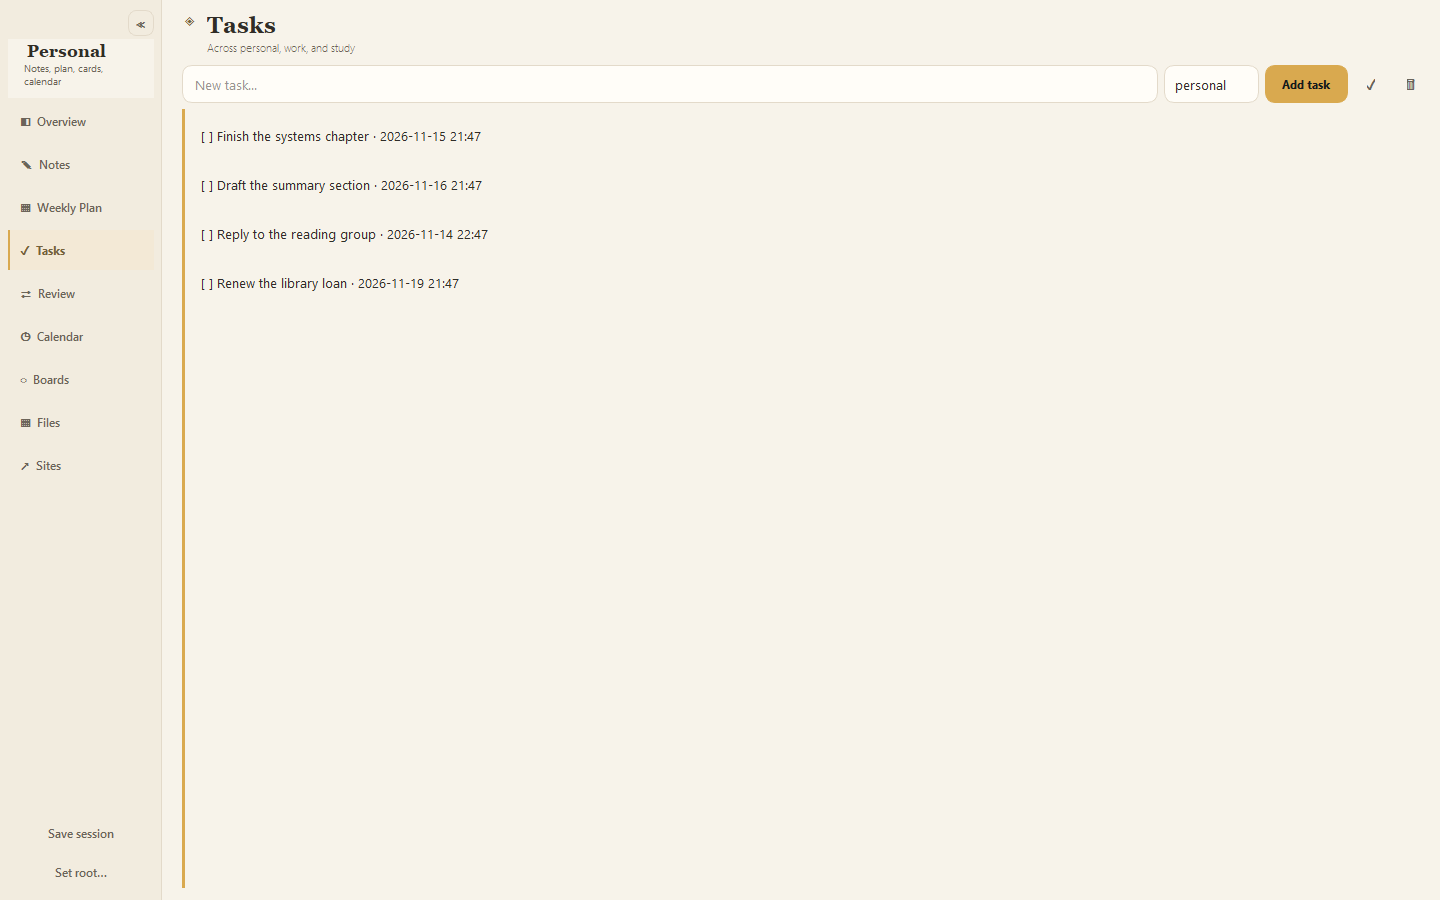 Personal
Notes, plan, cards,
calendar
Overview
Notes
Weekly Plan
Tasks
Review
Calendar
Boards
Files
Sites
Save session
Set root...
Tasks
Across personal, work, and study
New task...
personal
Add task
[ ] Finish the systems chapter · 2026-11-15 21:47
[ ] Draft the summary section · 2026-11-16 21:47
[ ] Reply to the reading group · 2026-11-14 22:47
[ ] Renew the library loan · 2026-11-19 21:47